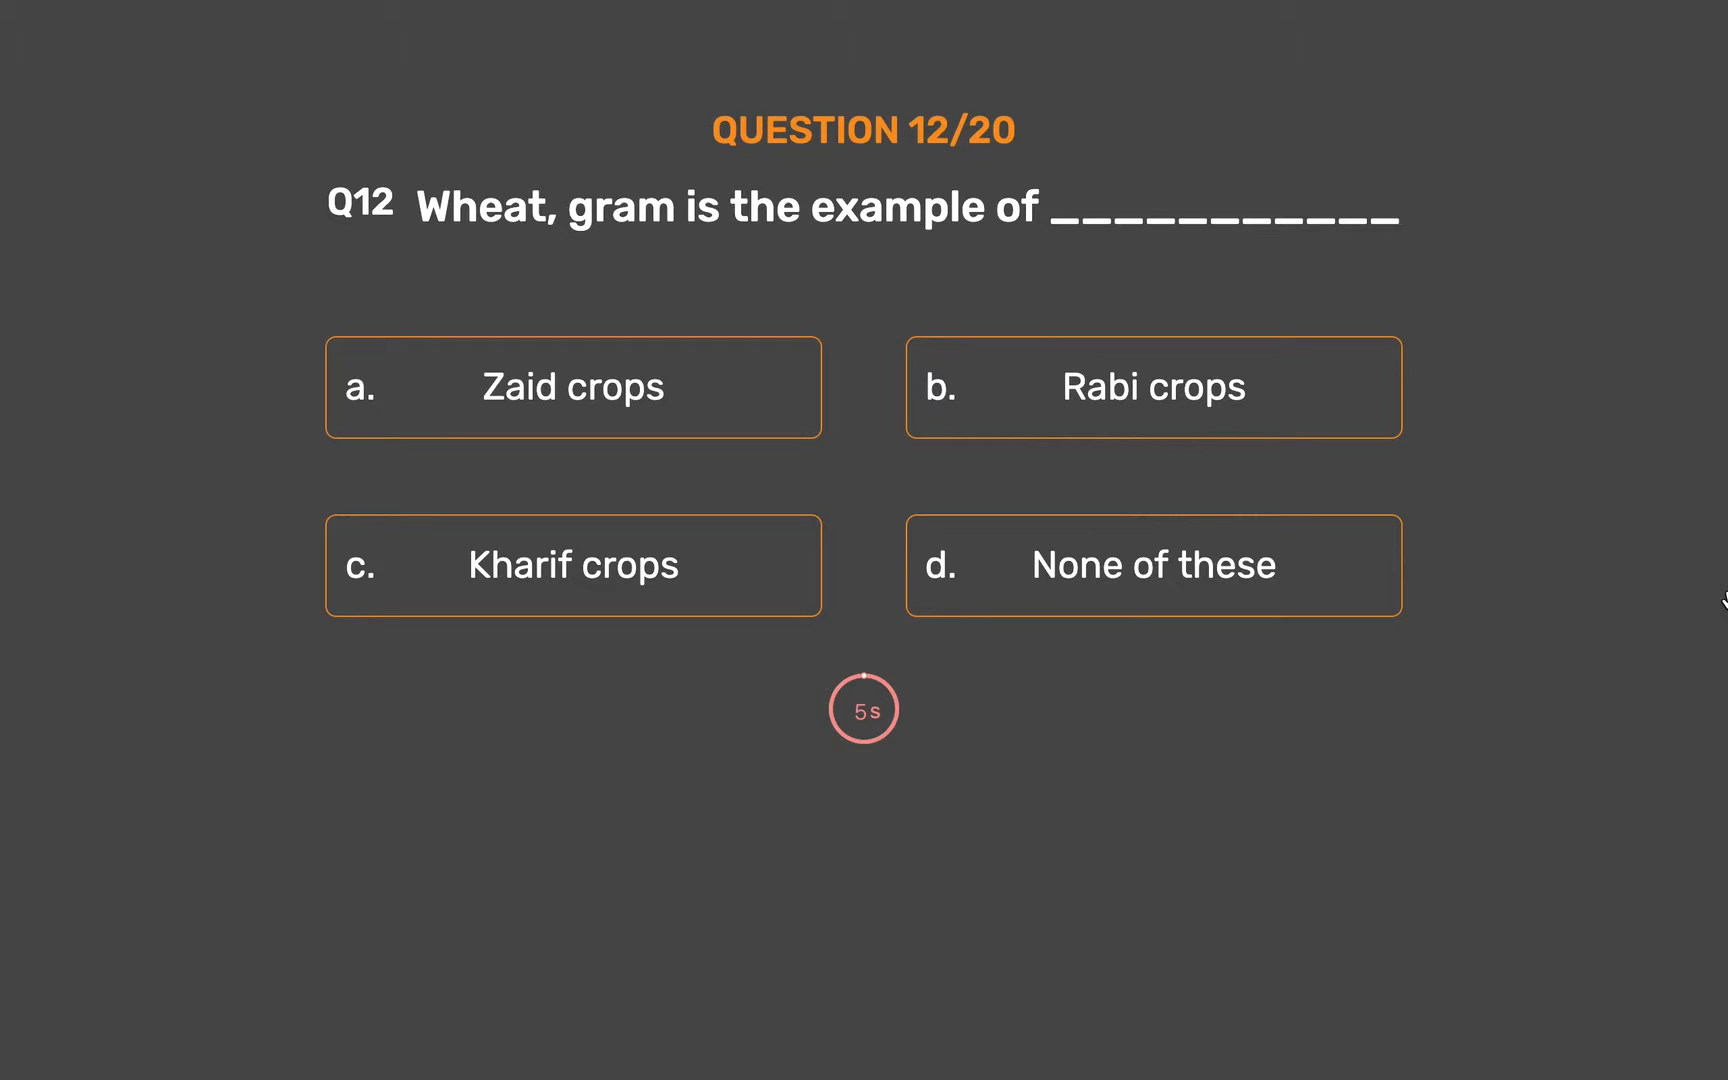 QUESTION 12/20
Q12 Wheat, gram is the example of ___________
a. Zaid crops
b. Rabi crops
c. Kharif crops
d. None of these
5s